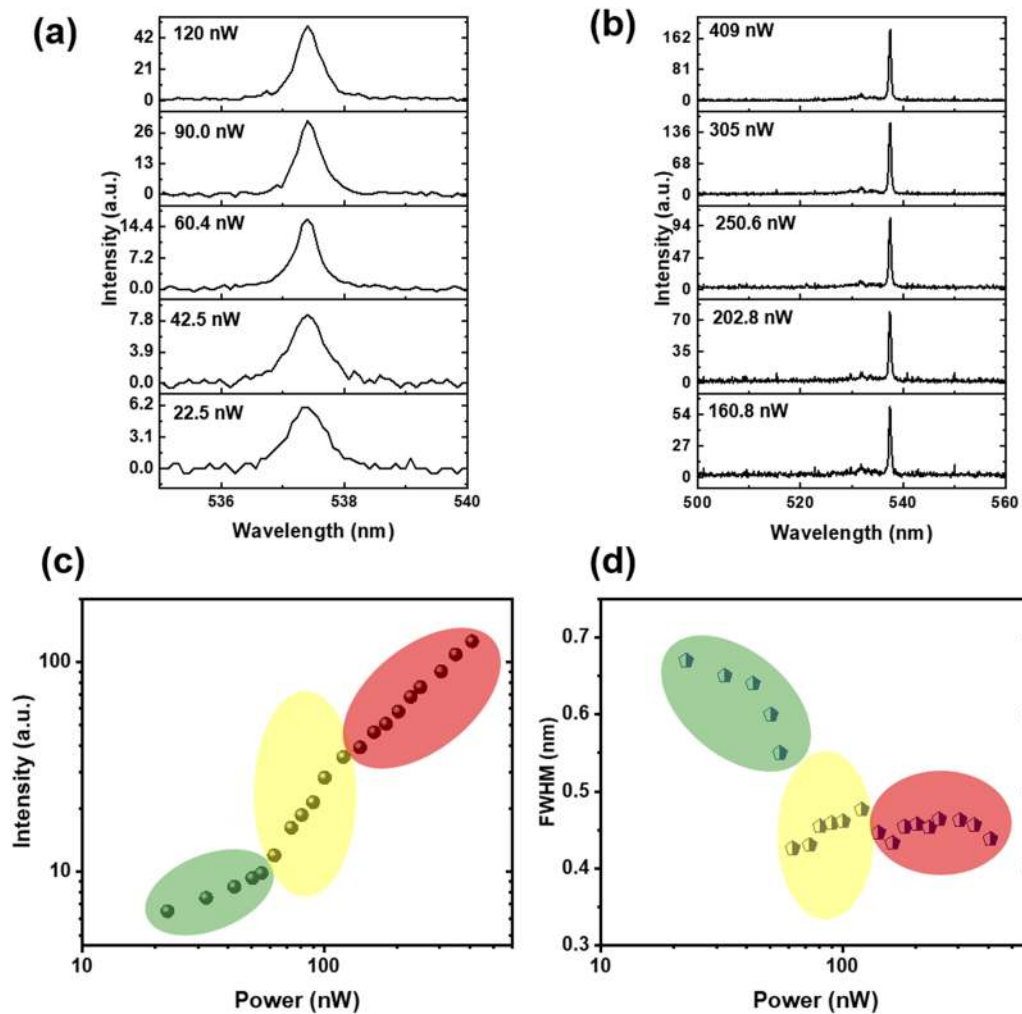 (a)
120 nW
42
21
0
90.0 nW
26
13
0
60.4 nW
14.4
7.2
0.0
42.5 nW
7.8
3.9
0.0
22.5 nW
6.2
3.1
0.0
Intensity (a.u.)
536 538 540
Wavelength (nm)
(b)
409 nW
162
81
0
305 nW
136
68
0
250.6 nW
94
47
0
202.8 nW
70
35
0
160.8 nW
54
27
0
Intensity (a.u.)
500 520 540 560
Wavelength (nm)
(c)
100
10
Intensity (a.u.)
10 100
Power (nW)
(d)
0.7
0.6
0.5
0.4
0.3
FWHM (nm)
10 100
Power (nW)